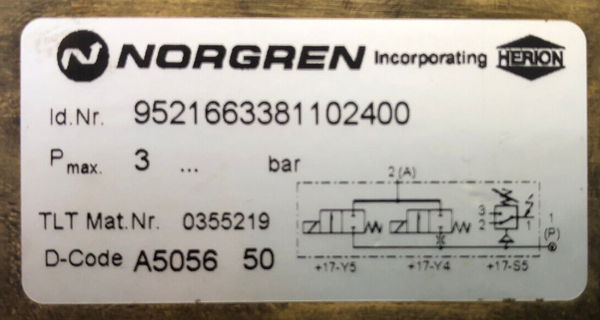 NORGREN Incorporating HERION
Id.Nr. 9521663381102400
P max. 3 ... bar
2 (A)
TLT Mat.Nr. 0355219
3
2
1
1
(P)
D-Code A5056 50
+17-Y5 +17-Y4 +17-S5